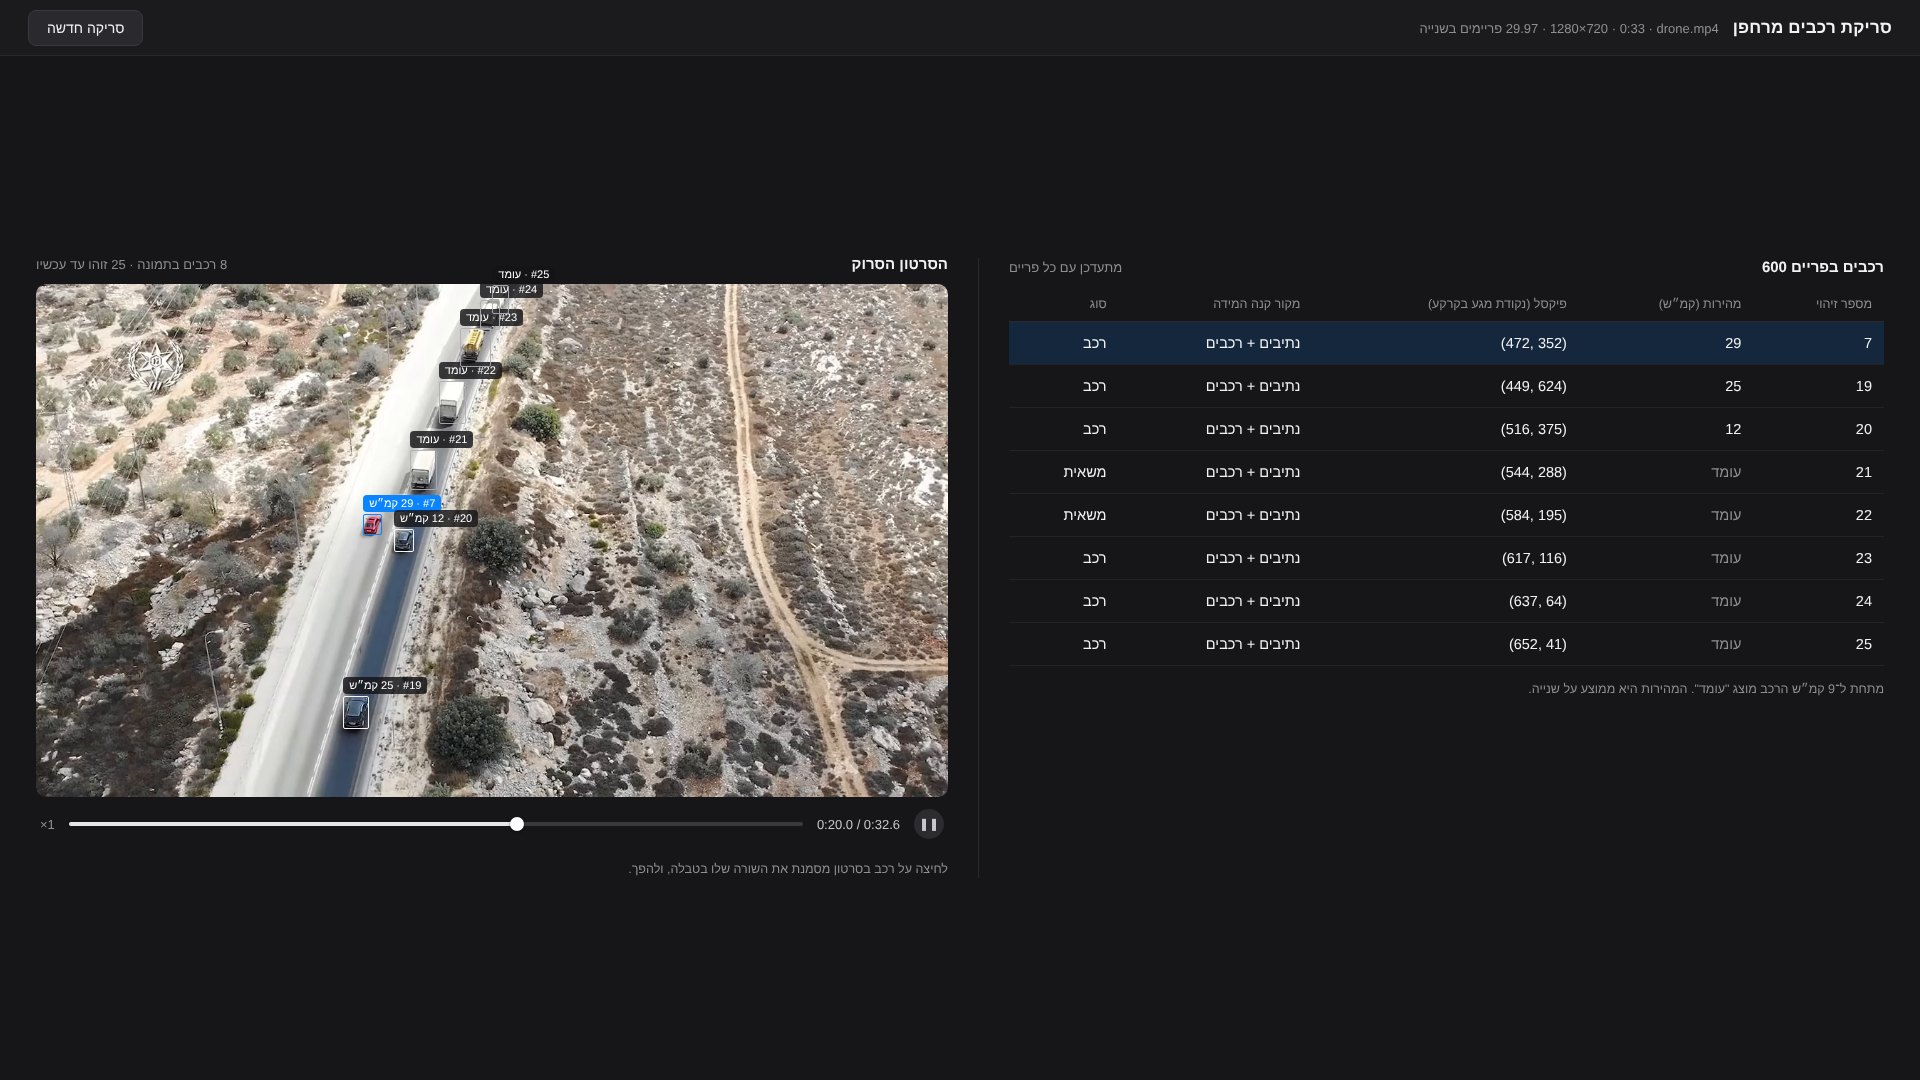 סריקת רכבים מרחפן
drone.mp4 · 0:33 · 1280×720 · 29.97 פריימים בשנייה
סריקה חדשה
רכבים בפריים 600
מתעדכן עם כל פריים
מספר זיהוי מהירות (קמ״ש) פיקסל (נקודת מגע בקרקע) מקור קנה המידה סוג
7 29 (472, 352) נתיבים + רכבים רכב
19 25 (449, 624) נתיבים + רכבים רכב
20 12 (516, 375) נתיבים + רכבים רכב
21 עומד (544, 288) נתיבים + רכבים משאית
22 עומד (584, 195) נתיבים + רכבים משאית
23 עומד (617, 116) נתיבים + רכבים רכב
24 עומד (637, 64) נתיבים + רכבים רכב
25 עומד (652, 41) נתיבים + רכבים רכב
מתחת ל־9 קמ״ש הרכב מוצג "עומד". המהירות היא ממוצע על שנייה.
הסרטון הסרוק
8 רכבים בתמונה · 25 זוהו עד עכשיו
#25 · עומד
#24 · עומד
#23 · עומד
#22 · עומד
#21 · עומד
#7 · 29 קמ״ש
#20 · 12 קמ״ש
#19 · 25 קמ״ש
0:20.0 / 0:32.6
×1
לחיצה על רכב בסרטון מסמנת את השורה שלו בטבלה, ולהפך.